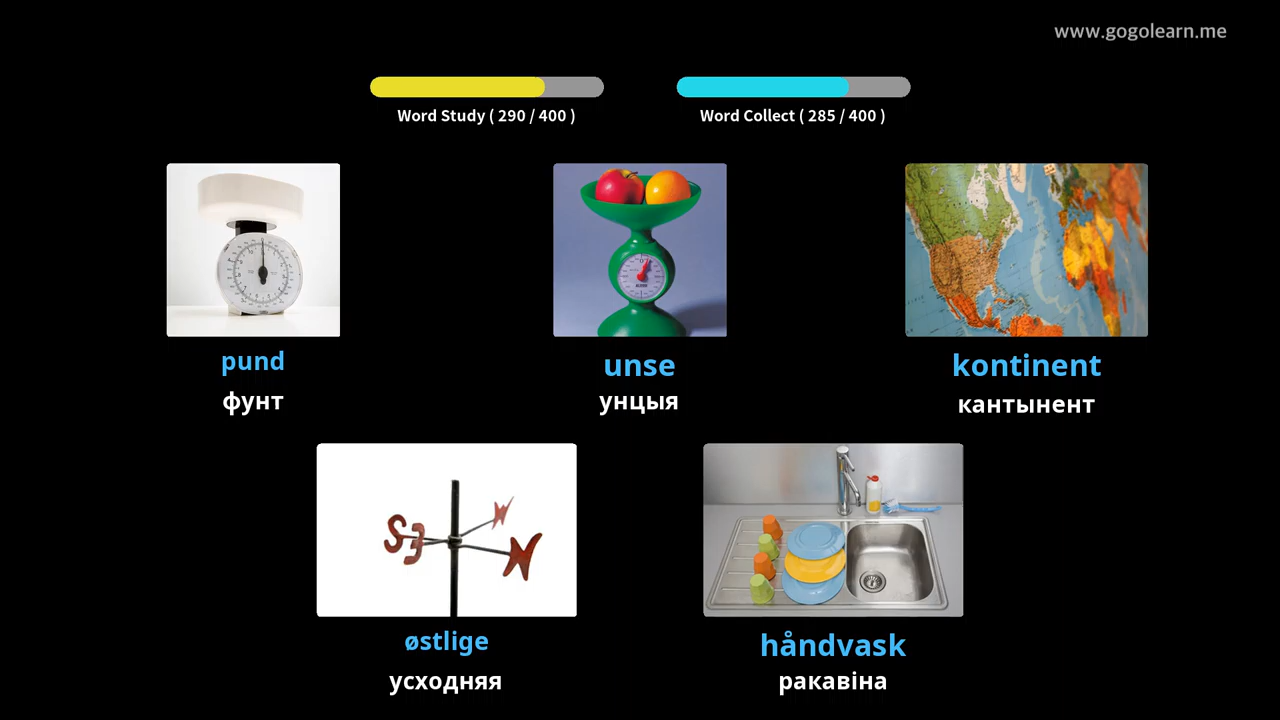 www.gogolearn.me
Word Study ( 290 / 400 )
Word Collect ( 285 / 400 )
pund
фунт
unse
унцыя
kontinent
кантынент
østlige
усходняя
håndvask
ракавіна